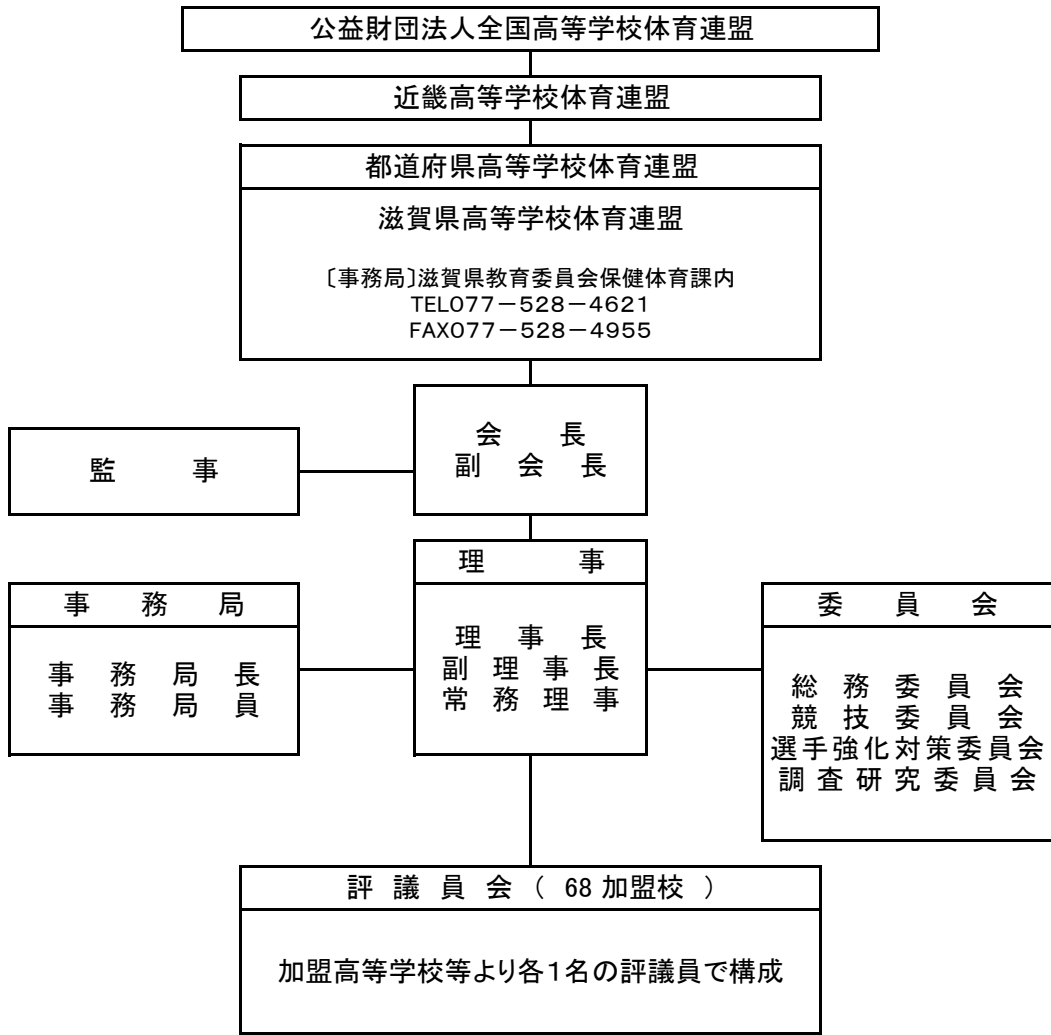 公益財団法人全国高等学校体育連盟
近畿高等学校体育連盟
都道府県高等学校体育連盟
滋賀県高等学校体育連盟
〔事務局〕滋賀県教育委員会保健体育課内
TEL077－528－4621
FAX077－528－4955
会長
副会長
監事
理事
理事長
副理事長
常務理事
事務局
事務局長
事務局員
委員会
総務委員会
競技委員会
選手強化対策委員会
調査研究委員会
評議員会（ 68 加盟校 ）
加盟高等学校等より各１名の評議員で構成